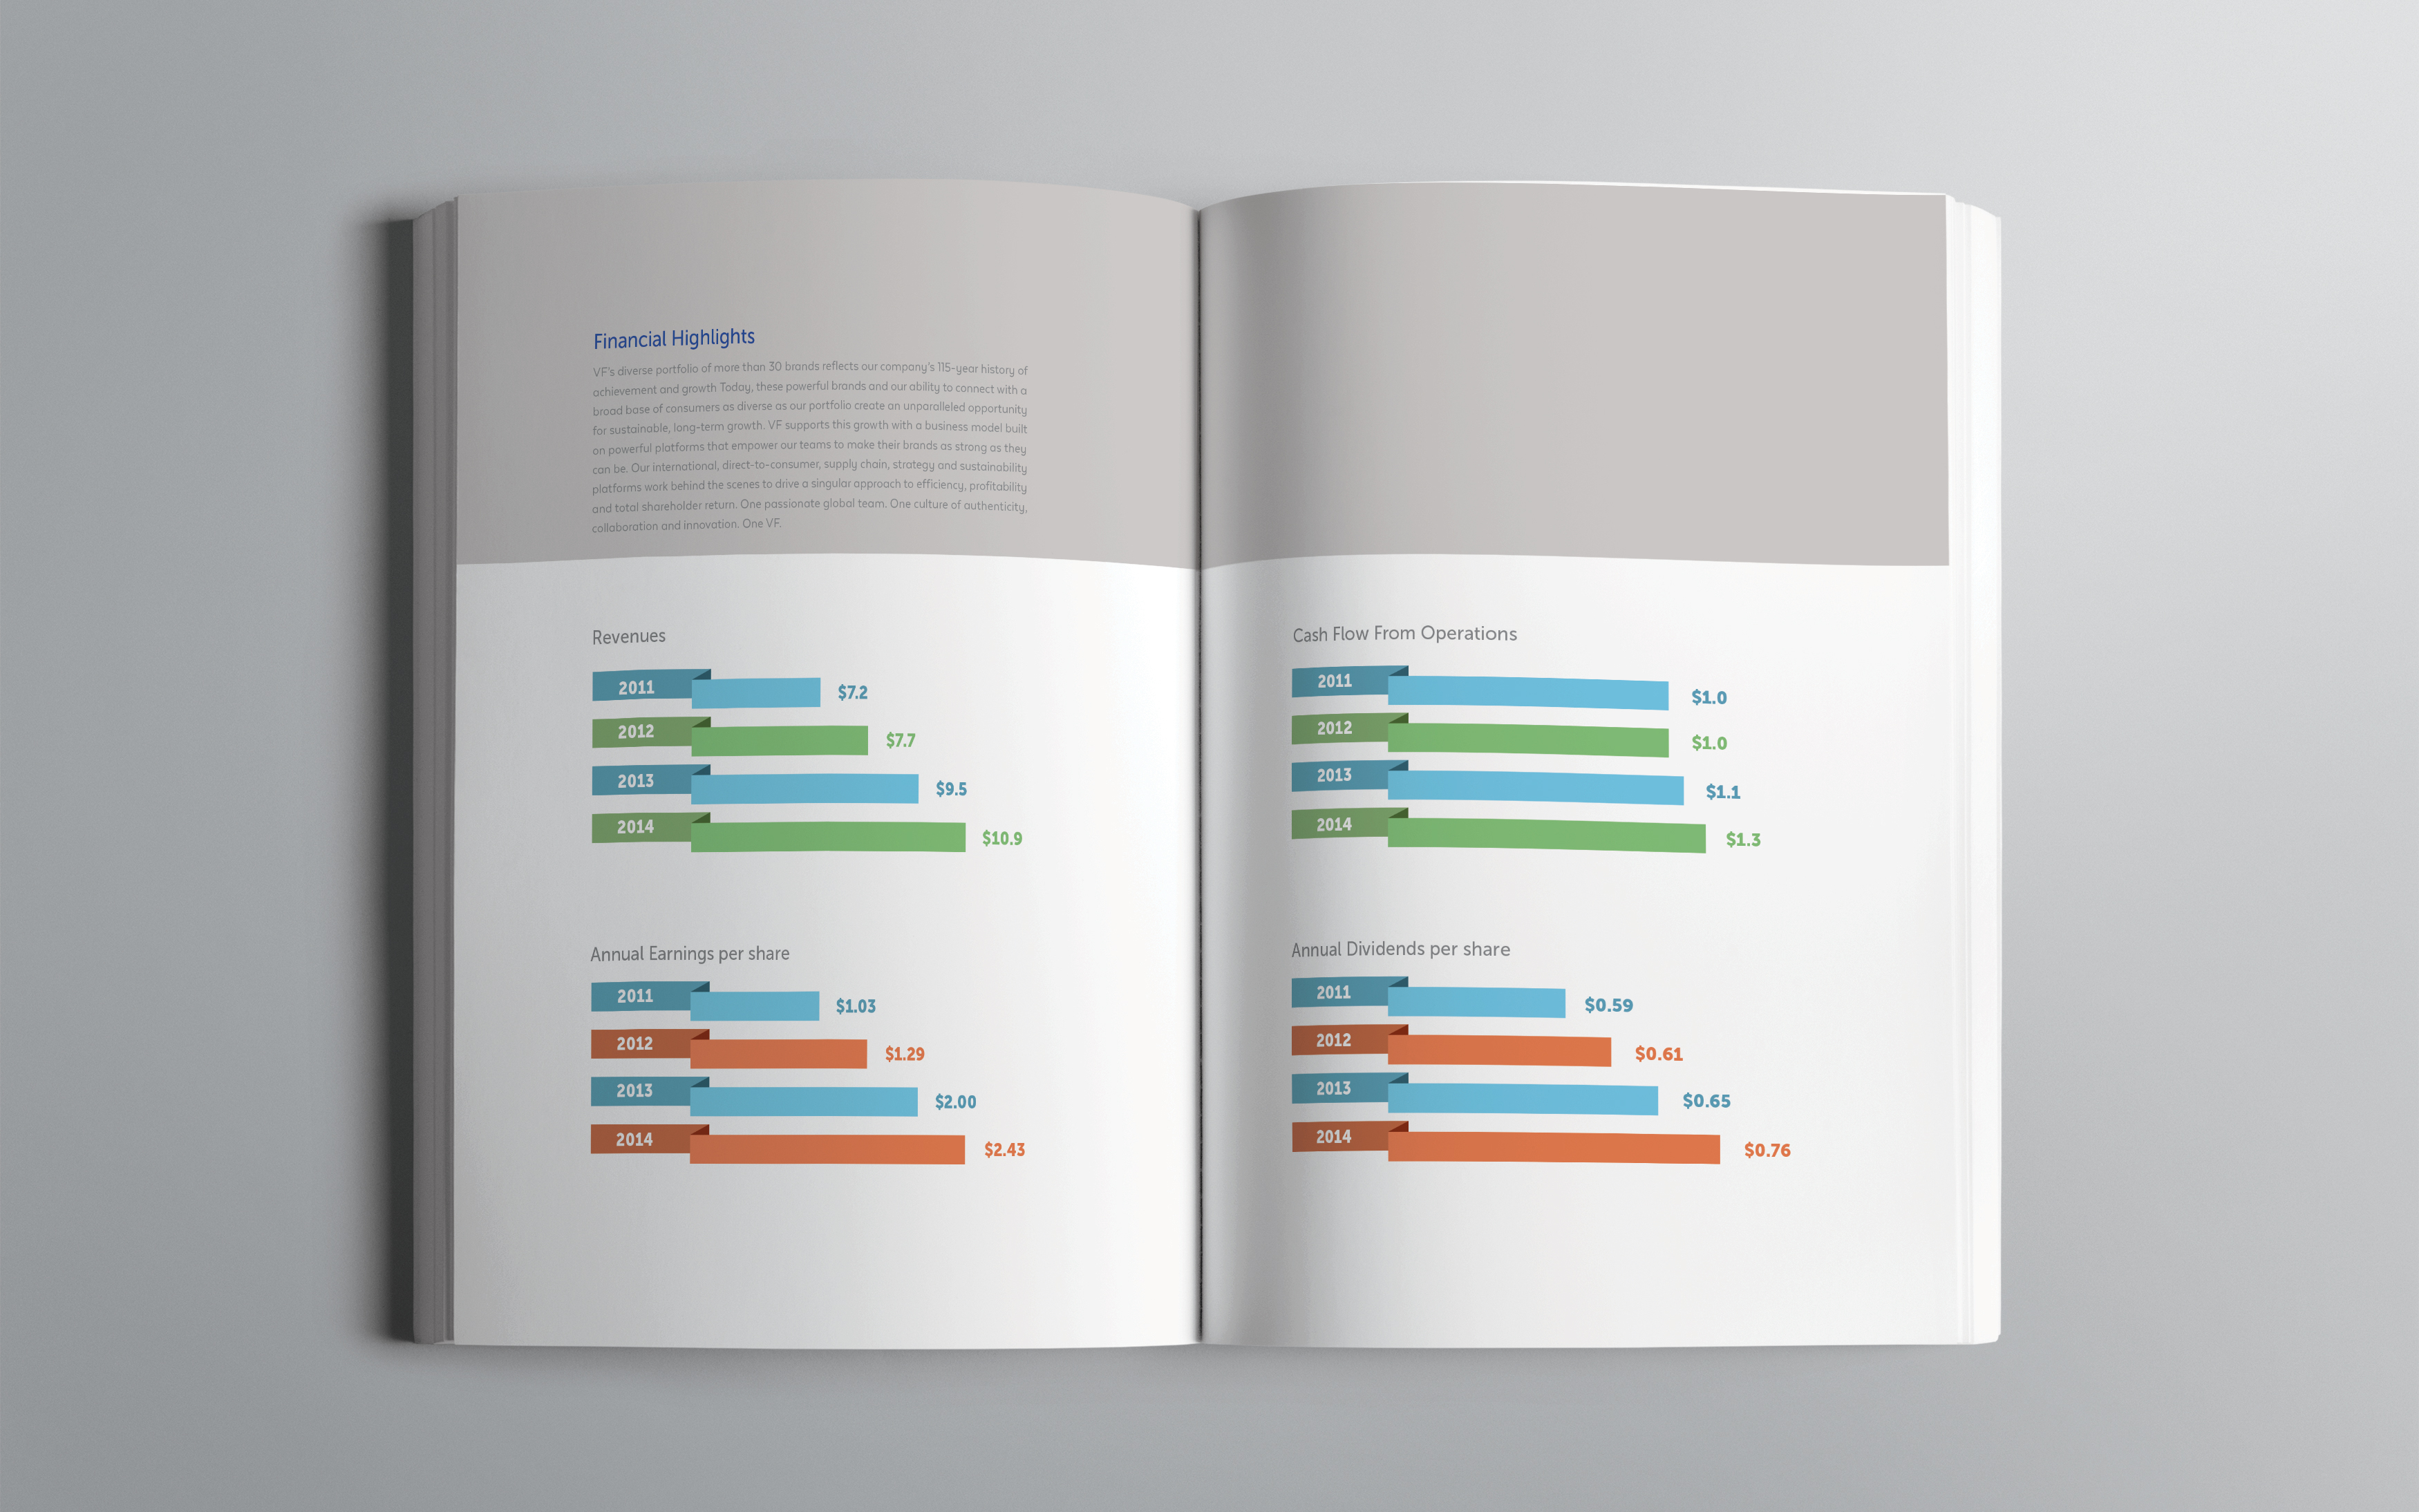 Financial Highlights
VF's diverse portfolio of more than 30 brands reflects our company's 115-year history of
achievement and growth Today, these powerful brands and our ability to connect with a
broad base of consumers as diverse as our portfolio create an unparalleled opportunity
for sustainable, long-term growth. VF supports this growth with a business model built
on powerful platforms that empower our teams to make their brands as strong as they
can be. Our international, direct-to-consumer, supply chain, strategy and sustainability
platforms work behind the scenes to drive a singular approach to efficiency, profitability
and total shareholder return. One passionate global team. One culture of authenticity,
collaboration and innovation. One VF.
Revenues
2011 $7.2
2012 $7.7
2013 $9.5
2014 $10.9
Annual Earnings per share
2011 $1.03
2012 $1.29
2013 $2.00
2014 $2.43
Cash Flow From Operations
2011 $1.0
2012 $1.0
2013 $1.1
2014 $1.3
Annual Dividends per share
2011 $0.59
2012 $0.61
2013 $0.65
2014 $0.76